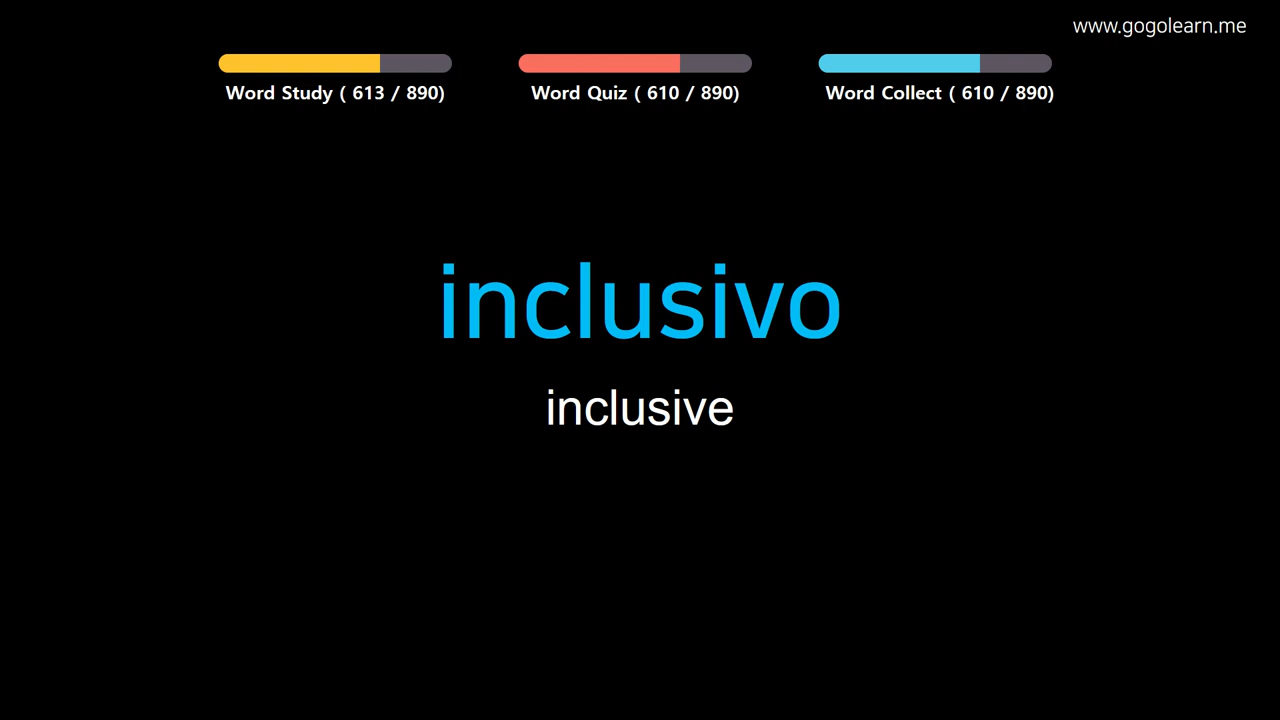 www.gogolearn.me
Word Study ( 613 / 890)
Word Quiz ( 610 / 890)
Word Collect ( 610 / 890)
inclusivo
inclusive